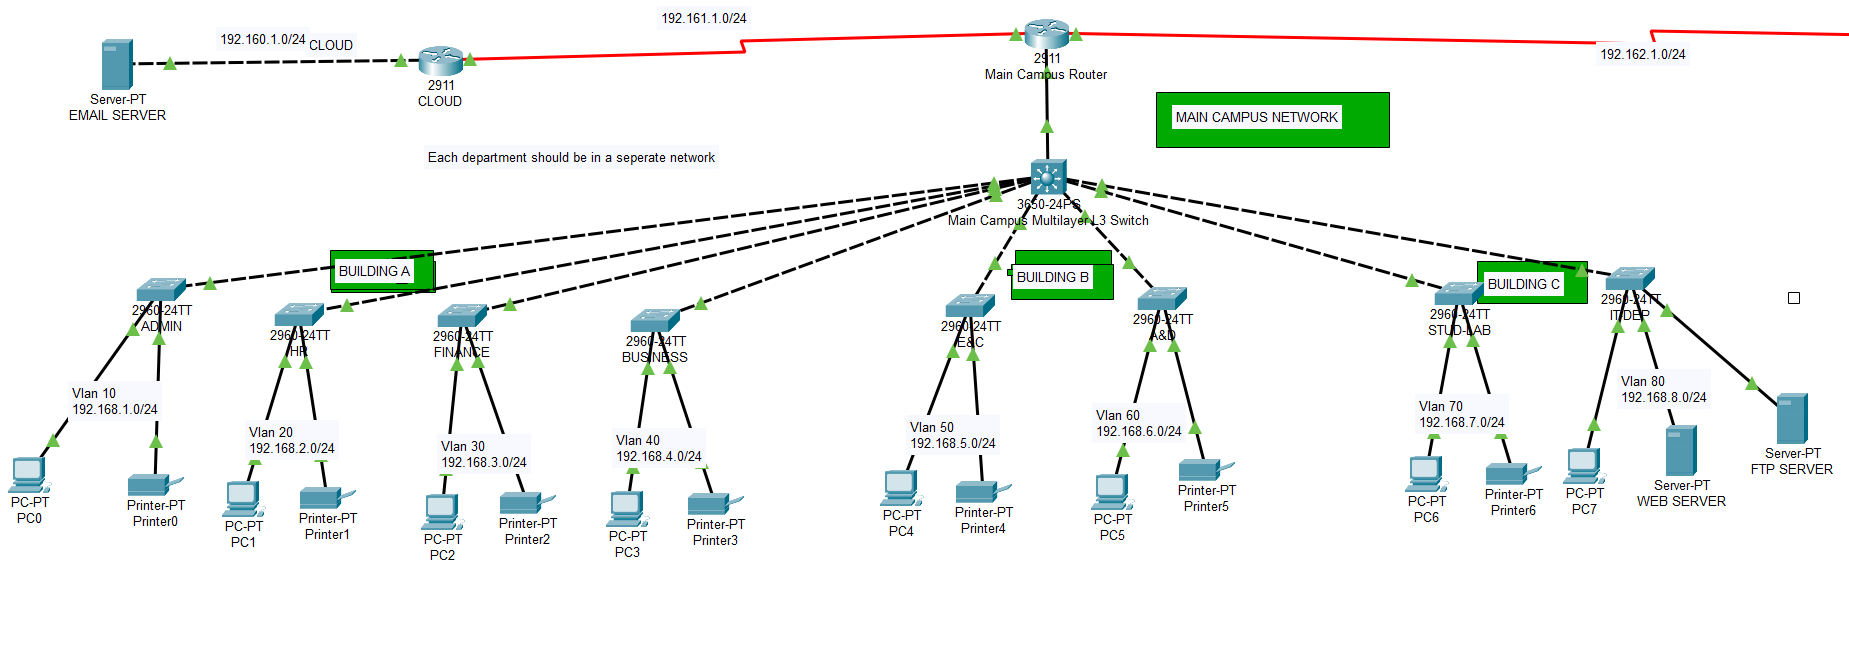 192.161.1.0/24
192.160.1.0/24
CLOUD
192.162.1.0/24
2911
Main Campus Router
2911
CLOUD
Server-PT
EMAIL SERVER
MAIN CAMPUS NETWORK
Each department should be in a seperate network
3650-24PS
Main Campus Multilayer L3 Switch
BUILDING A
BUILDING B
BUILDING C
2960-24TT
ADMIN
2960-24TT
HR
2960-24TT
FINANCE
2960-24TT
BUSINESS
2960-24TT
E&C
2960-24TT
A&D
2960-24TT
STUD-LAB
2960-24TT
ITDEP
Vlan 10
192.168.1.0/24
Vlan 20
192.168.2.0/24
Vlan 30
192.168.3.0/24
Vlan 40
192.168.4.0/24
Vlan 50
192.168.5.0/24
Vlan 60
192.168.6.0/24
Vlan 70
192.168.7.0/24
Vlan 80
192.168.8.0/24
PC-PT
PC0
Printer-PT
Printer0
PC-PT
PC1
Printer-PT
Printer1
PC-PT
PC2
Printer-PT
Printer2
PC-PT
PC3
Printer-PT
Printer3
PC-PT
PC4
Printer-PT
Printer4
PC-PT
PC5
Printer-PT
Printer5
PC-PT
PC6
Printer-PT
Printer6
PC-PT
PC7
Server-PT
WEB SERVER
Server-PT
FTP SERVER